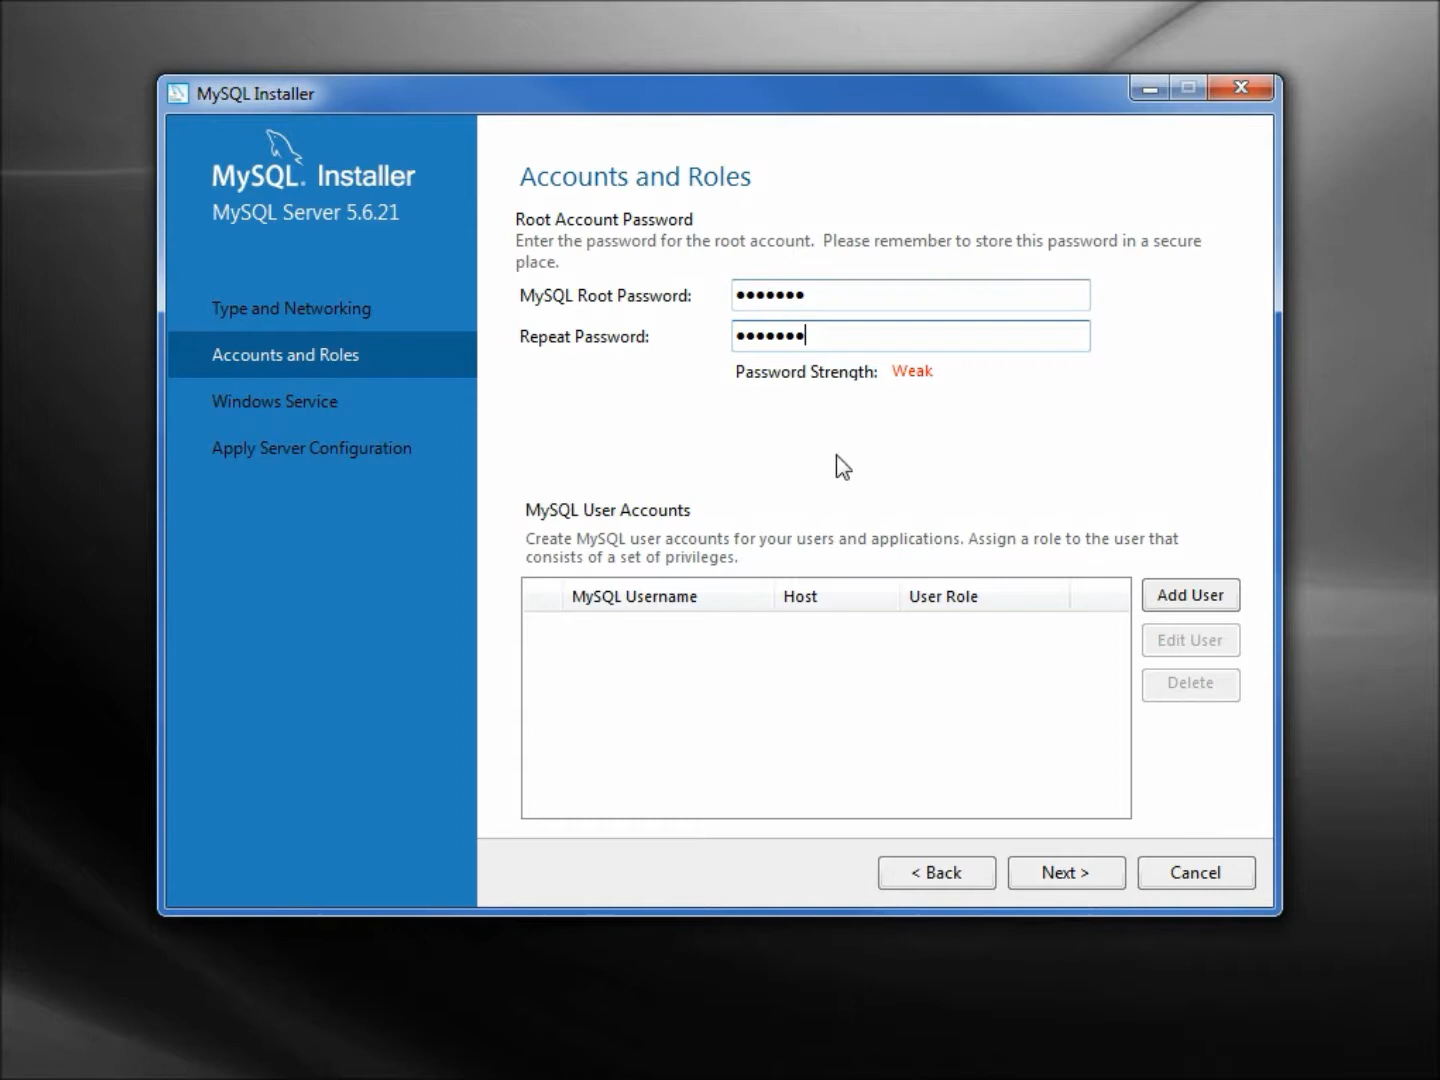 MySQL Installer
MySQL. Installer
MySQL Server 5.6.21
Type and Networking
Accounts and Roles
Windows Service
Apply Server Configuration
Accounts and Roles
Root Account Password
Enter the password for the root account.  Please remember to store this password in a secure
place.
MySQL Root Password: •••••••
Repeat Password: •••••••
Password Strength: Weak
MySQL User Accounts
Create MySQL user accounts for your users and applications. Assign a role to the user that
consists of a set of privileges.
MySQL Username Host User Role
Add User
Edit User
Delete
< Back Next > Cancel